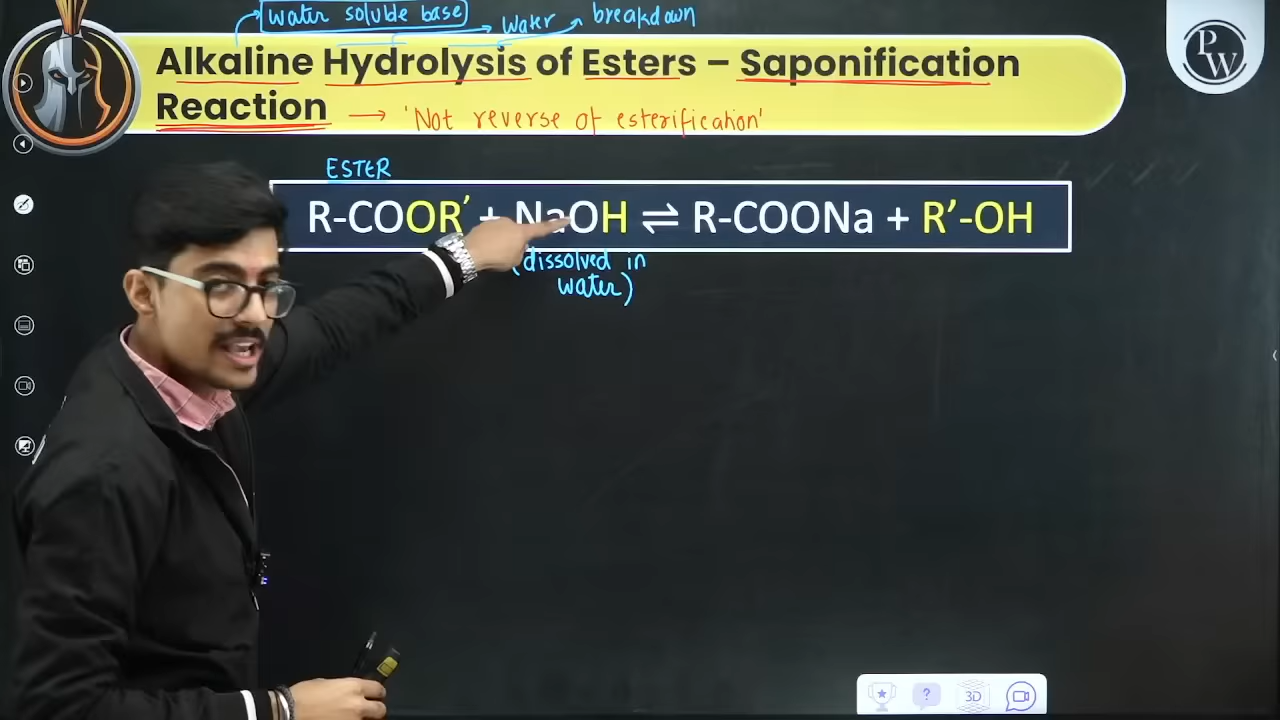 water soluble base → water → breakdown
Alkaline Hydrolysis of Esters – Saponification
Reaction → 'Not reverse of esterification'
ESTER
R-COOR' + NaOH ⇌ R-COONa + R'-OH
(dissolved in
water)
PW
3D
?